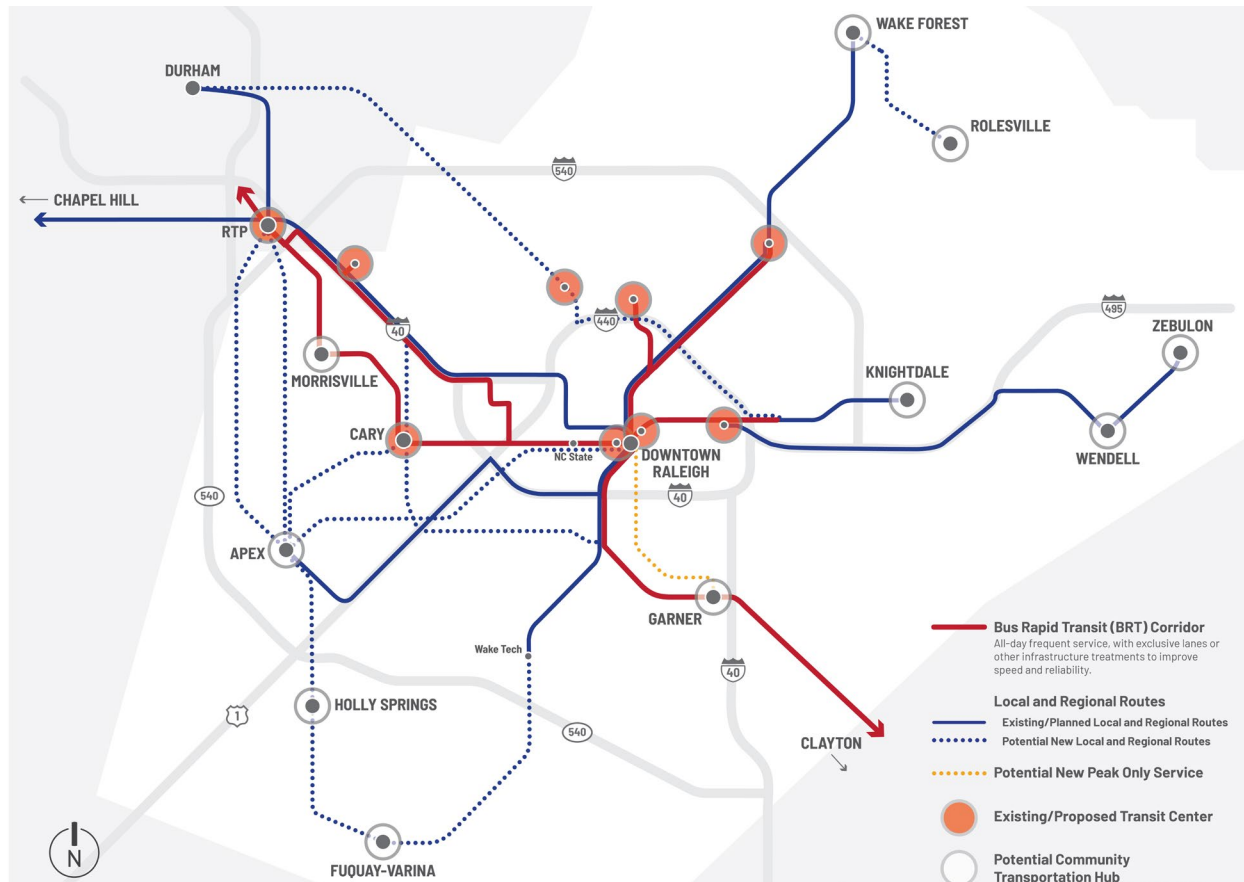 WAKE FOREST
DURHAM
ROLESVILLE
540
CHAPEL HILL
RTP
495
440
ZEBULON
40
KNIGHTDALE
MORRISVILLE
CARY
NC State
DOWNTOWN
RALEIGH
WENDELL
540
40
APEX
GARNER
Wake Tech
40
HOLLY SPRINGS
1
540
CLAYTON
FUQUAY-VARINA
N
Bus Rapid Transit (BRT) Corridor
All-day frequent service, with exclusive lanes or
other infrastructure treatments to improve
speed and reliability.
Local and Regional Routes
Existing/Planned Local and Regional Routes
Potential New Local and Regional Routes
Potential New Peak Only Service
Existing/Proposed Transit Center
Potential Community
Transportation Hub